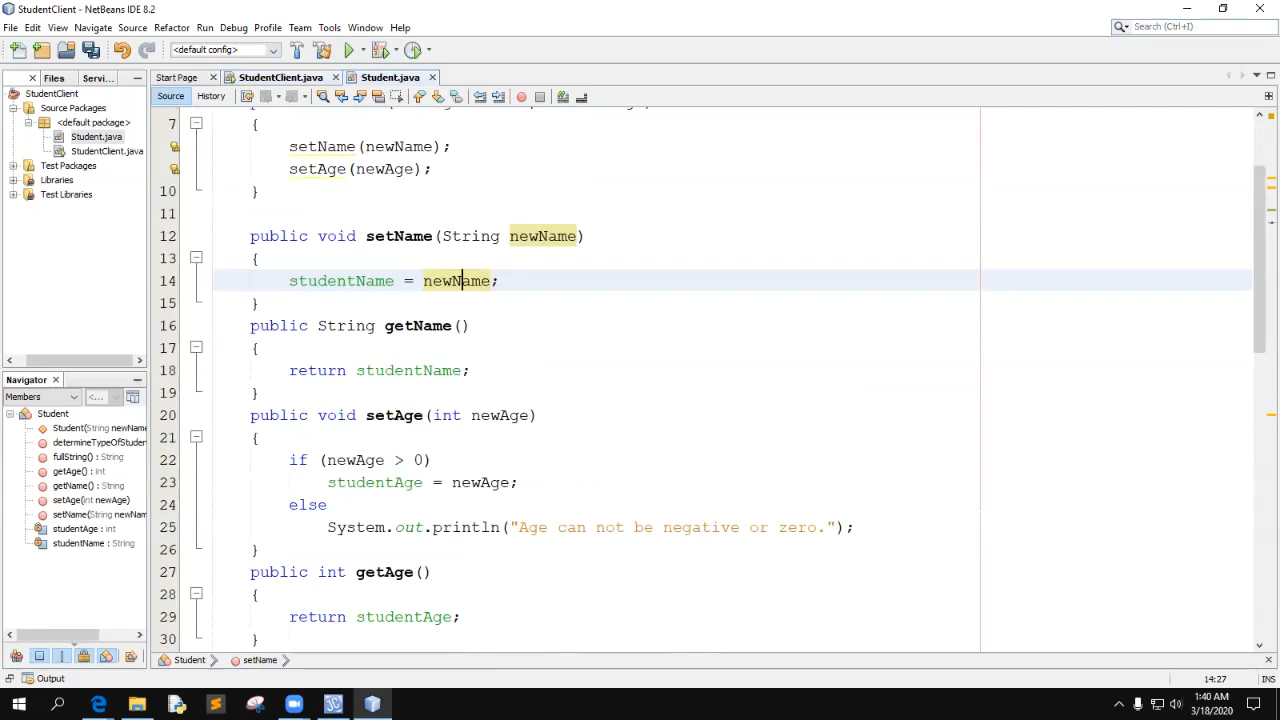 StudentClient - NetBeans IDE 8.2
File Edit View Navigate Source Refactor Run Debug Profile Team Tools Window Help
Search (Ctrl+I)
<default config>
Files Servi...
Start Page StudentClient.java Student.java
StudentClient
Source Packages
<default package>
Student.java
StudentClient.java
Test Packages
Libraries
Test Libraries
Source History
7 {
setName(newName);
setAge(newAge);
10 }
11
12 public void setName(String newName)
13 {
14 studentName = newName;
15 }
16 public String getName()
17 {
18 return studentName;
19 }
20 public void setAge(int newAge)
21 {
22 if (newAge > 0)
23 studentAge = newAge;
24 else
25 System.out.println("Age can not be negative or zero.");
26 }
27 public int getAge()
28 {
29 return studentAge;
30 }
Navigator
Members <...
Student
Student(String newName
determineTypeOfStuden
fullString() : String
getAge() : int
getName() : String
setAge(int newAge)
setName(String newNam
studentAge : int
studentName : String
Student setName
Output
14:27 INS
1:40 AM
3/18/2020